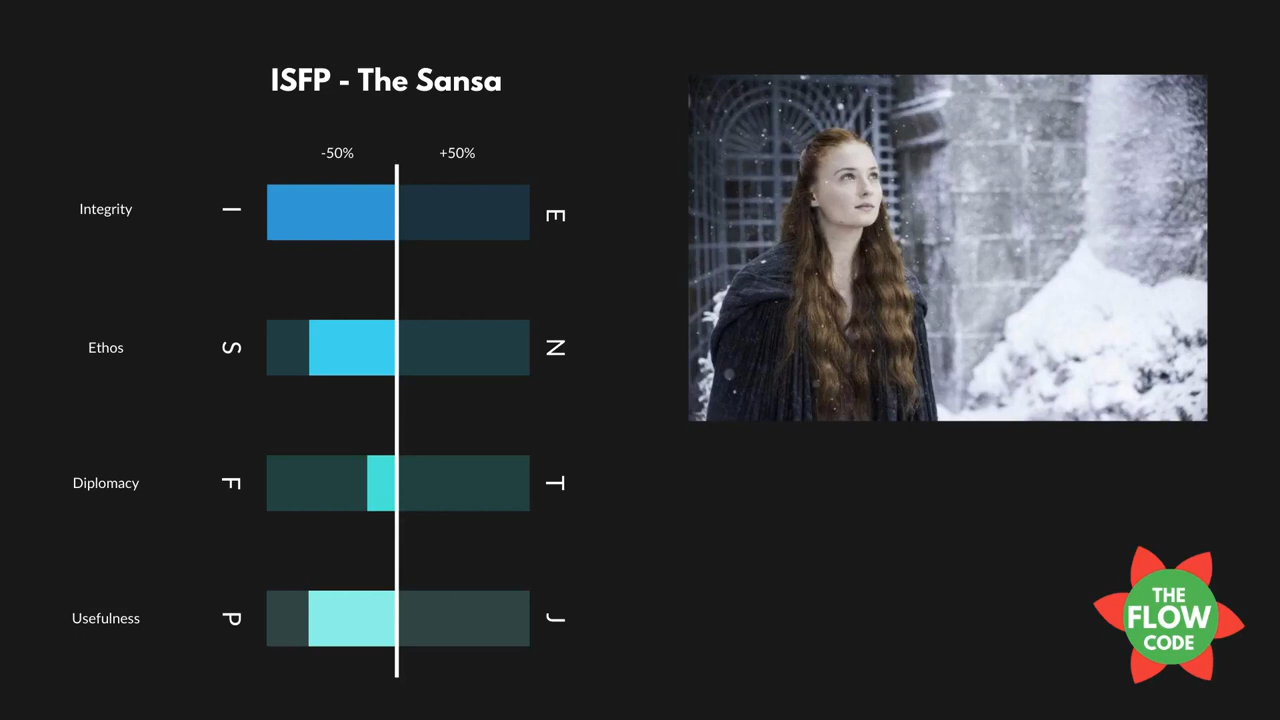 ISFP - The Sansa
-50% +50%
Integrity I E
Ethos S N
Diplomacy F T
Usefulness P J
THE
FLOW
CODE